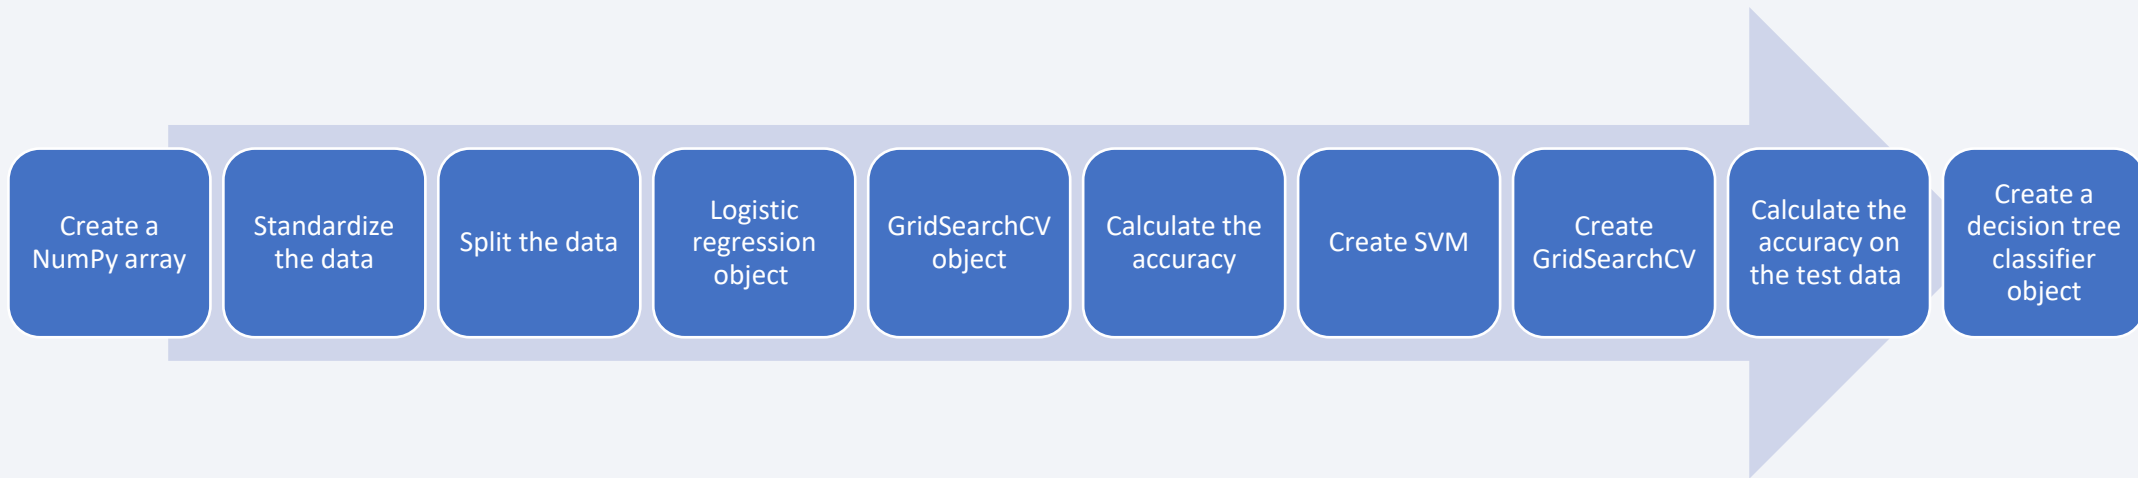 Create a
NumPy array
Standardize
the data
Split the data
Logistic
regression
object
GridSearchCV
object
Calculate the
accuracy
Create SVM
Create
GridSearchCV
Calculate the
accuracy on
the test data
Create a
decision tree
classifier
object